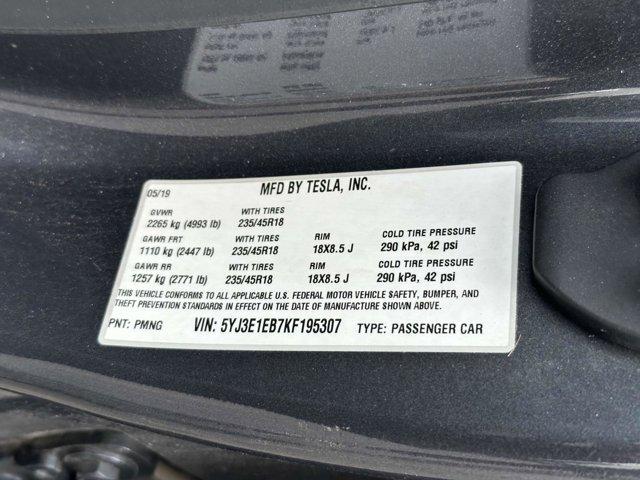 05/19 MFD BY TESLA, INC.
GVWR WITH TIRES
2265 kg (4993 lb) 235/45R18
GAWR FRT WITH TIRES RIM COLD TIRE PRESSURE
1110 kg (2447 lb) 235/45R18 18X8.5 J 290 kPa, 42 psi
GAWR RR WITH TIRES RIM COLD TIRE PRESSURE
1257 kg (2771 lb) 235/45R18 18X8.5 J 290 kPa, 42 psi
THIS VEHICLE CONFORMS TO ALL APPLICABLE U.S. FEDERAL MOTOR VEHICLE SAFETY, BUMPER, AND
THEFT PREVENTION STANDARDS IN EFFECT ON THE DATE OF MANUFACTURE SHOWN ABOVE.
PNT: PMNG VIN: 5YJ3E1EB7KF195307 TYPE: PASSENGER CAR